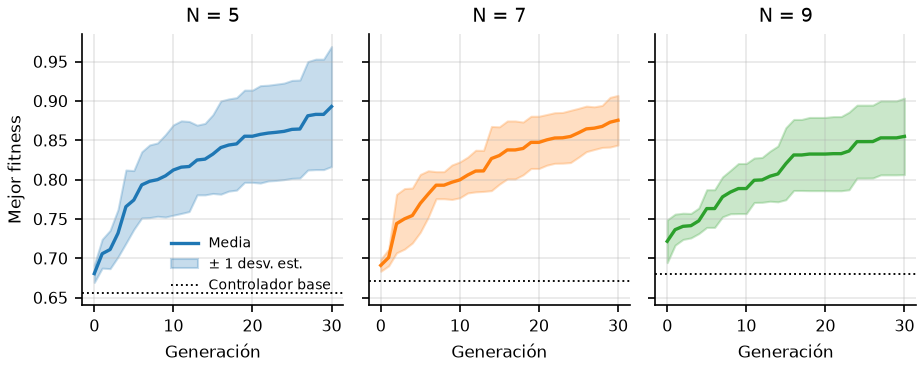 N = 5
N = 7
N = 9
Mejor fitness
0.95
0.90
0.85
0.80
0.75
0.70
0.65
Media
± 1 desv. est.
Controlador base
0 10 20 30
0 10 20 30
0 10 20 30
Generación
Generación
Generación